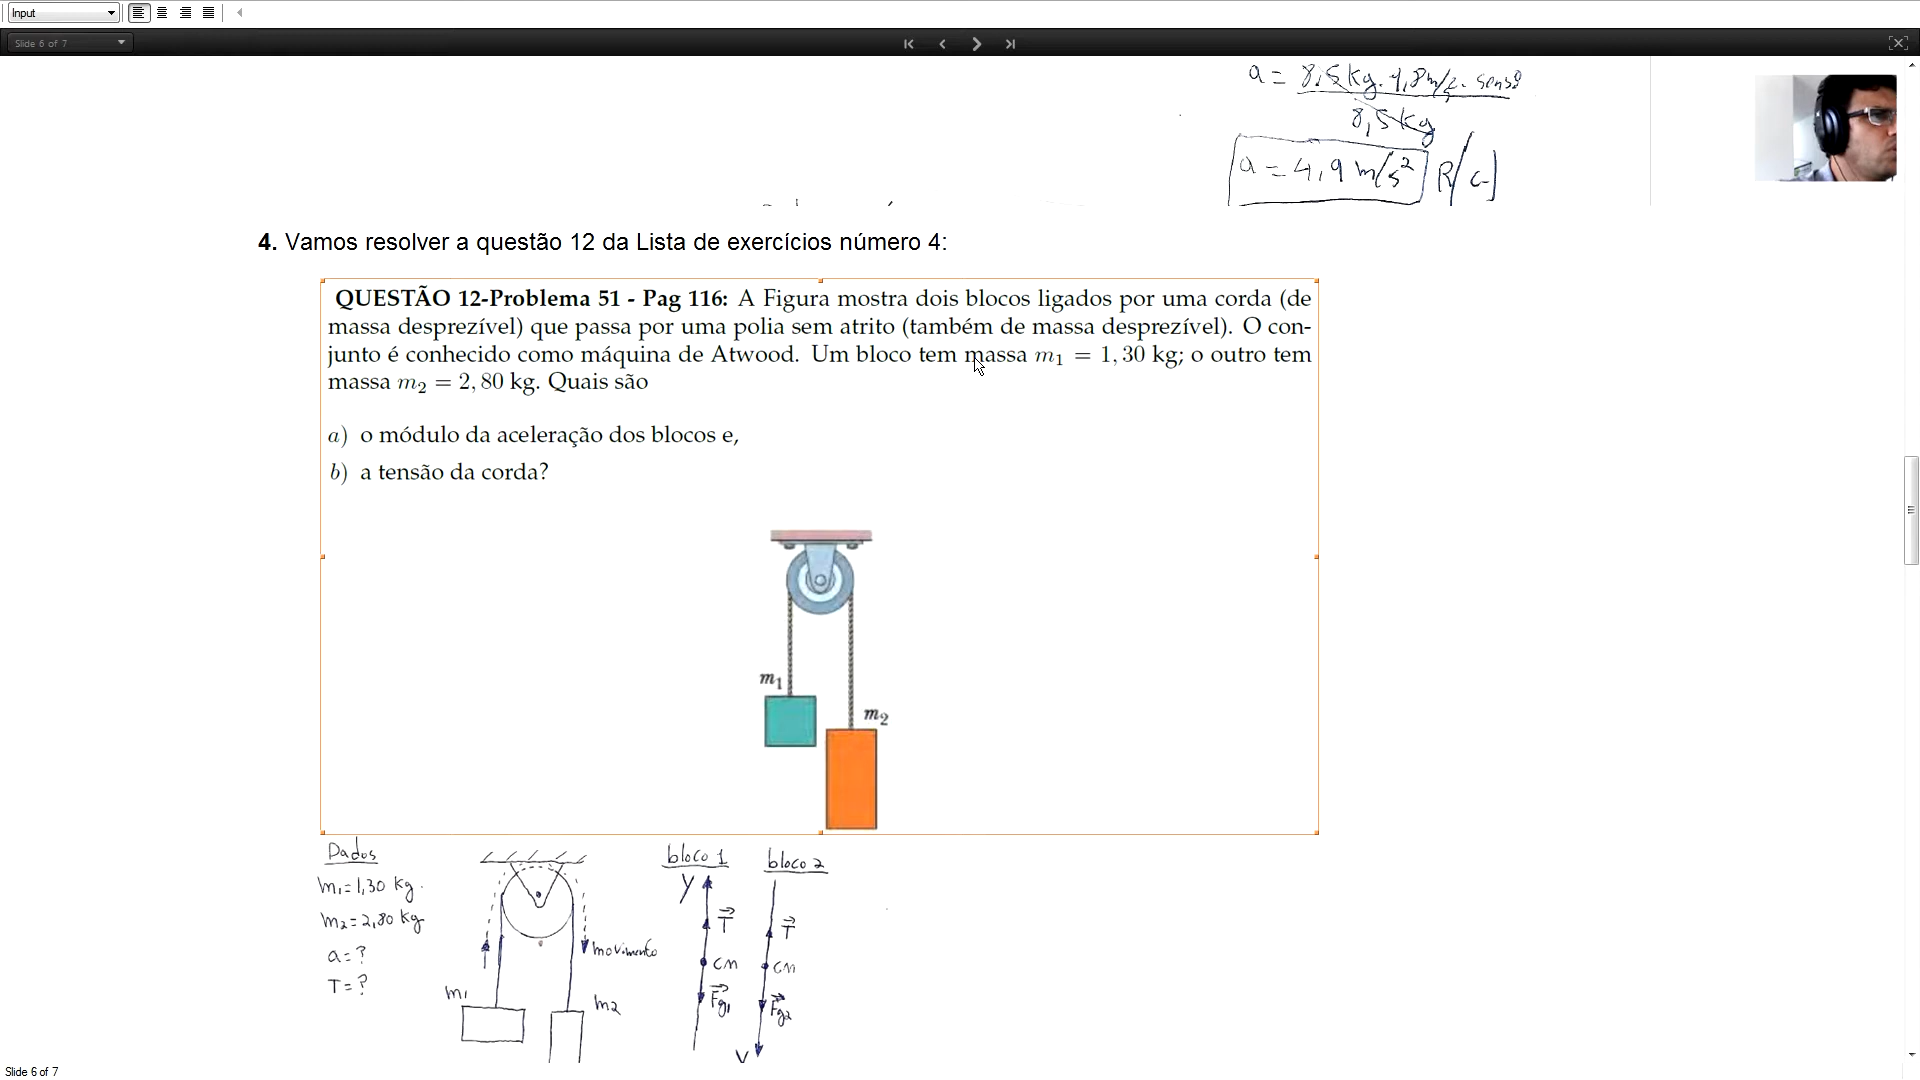 Input
Slide 6 of 7
a = 8,5kg. 9,8m/s². sen30
8,5kg
a = 4,9 m/s² R/c)
4. Vamos resolver a questão 12 da Lista de exercícios número 4:
QUESTÃO 12-Problema 51 - Pag 116: A Figura mostra dois blocos ligados por uma corda (de
massa desprezível) que passa por uma polia sem atrito (também de massa desprezível). O con-
junto é conhecido como máquina de Atwood. Um bloco tem massa m₁ = 1,30 kg; o outro tem
massa m₂ = 2,80 kg. Quais são
a) o módulo da aceleração dos blocos e,
b) a tensão da corda?
m₁
m₂
Dados
m₁=1,30 kg.
m₂=2,80 kg
a=?
T=?
movimento
m₁
m₂
bloco 1
y
T
CM
Fg₁
bloco 2
T
CM
Fg₂
y
Slide 6 of 7